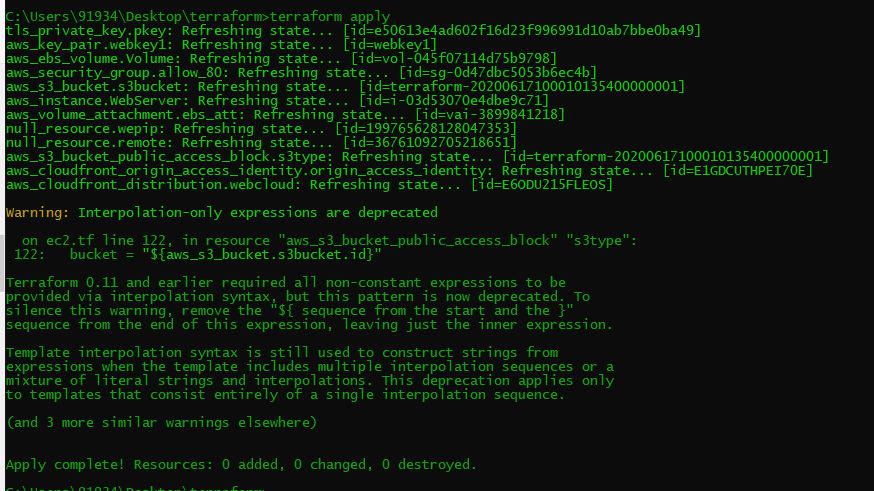 C:\Users\91934\Desktop\terraform>terraform apply
tls_private_key.pkey: Refreshing state... [id=e50613e4ad602f16d23f996991d10ab7bbe0ba49]
aws_key_pair.webkey1: Refreshing state... [id=webkey1]
aws_ebs_volume.Volume: Refreshing state... [id=vol-045f07114d75b9798]
aws_security_group.allow_80: Refreshing state... [id=sg-0d47dbc5053b6ec4b]
aws_s3_bucket.s3bucket: Refreshing state... [id=terraform-20200617100010135400000001]
aws_instance.WebServer: Refreshing state... [id=i-03d53070e4dbe9c71]
aws_volume_attachment.ebs_att: Refreshing state... [id=vai-3899841218]
null_resource.wepip: Refreshing state... [id=199765628128047353]
null_resource.remote: Refreshing state... [id=3676109270521865​1]
aws_s3_bucket_public_access_block.s3type: Refreshing state... [id=terraform-20200617100010135400000001]
aws_cloudfront_origin_access_identity.origin_access_identity: Refreshing state... [id=E1GDCUTHPEI7OE]
aws_cloudfront_distribution.webcloud: Refreshing state... [id=E6ODU215FLEOS]
Warning: Interpolation-only expressions are deprecated
on ec2.tf line 122, in resource "aws_s3_bucket_public_access_block" "s3type":
122: bucket = "${aws_s3_bucket.s3bucket.id}"
Terraform 0.11 and earlier required all non-constant expressions to be
provided via interpolation syntax, but this pattern is now deprecated. To
silence this warning, remove the "${ sequence from the start and the }"
sequence from the end of this expression, leaving just the inner expression.
Template interpolation syntax is still used to construct strings from
expressions when the template includes multiple interpolation sequences or a
mixture of literal strings and interpolations. This deprecation applies only
to templates that consist entirely of a single interpolation sequence.
(and 3 more similar warnings elsewhere)
Apply complete! Resources: 0 added, 0 changed, 0 destroyed.
C:\Users\91934\Desktop\terraform>